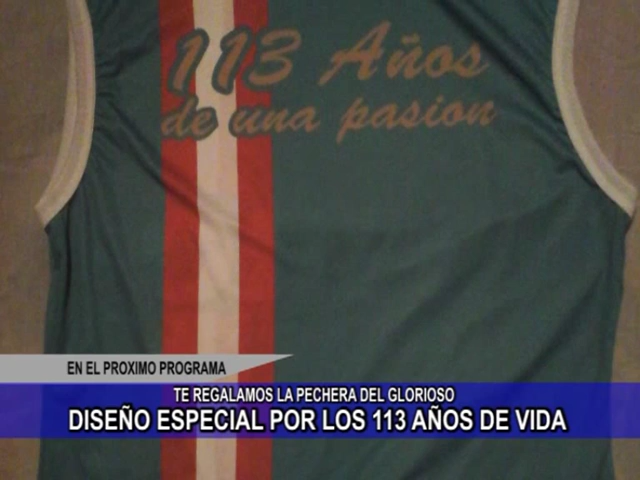 113 Años
de una pasion
EN EL PROXIMO PROGRAMA
TE REGALAMOS LA PECHERA DEL GLORIOSO
DISEÑO ESPECIAL POR LOS 113 AÑOS DE VIDA